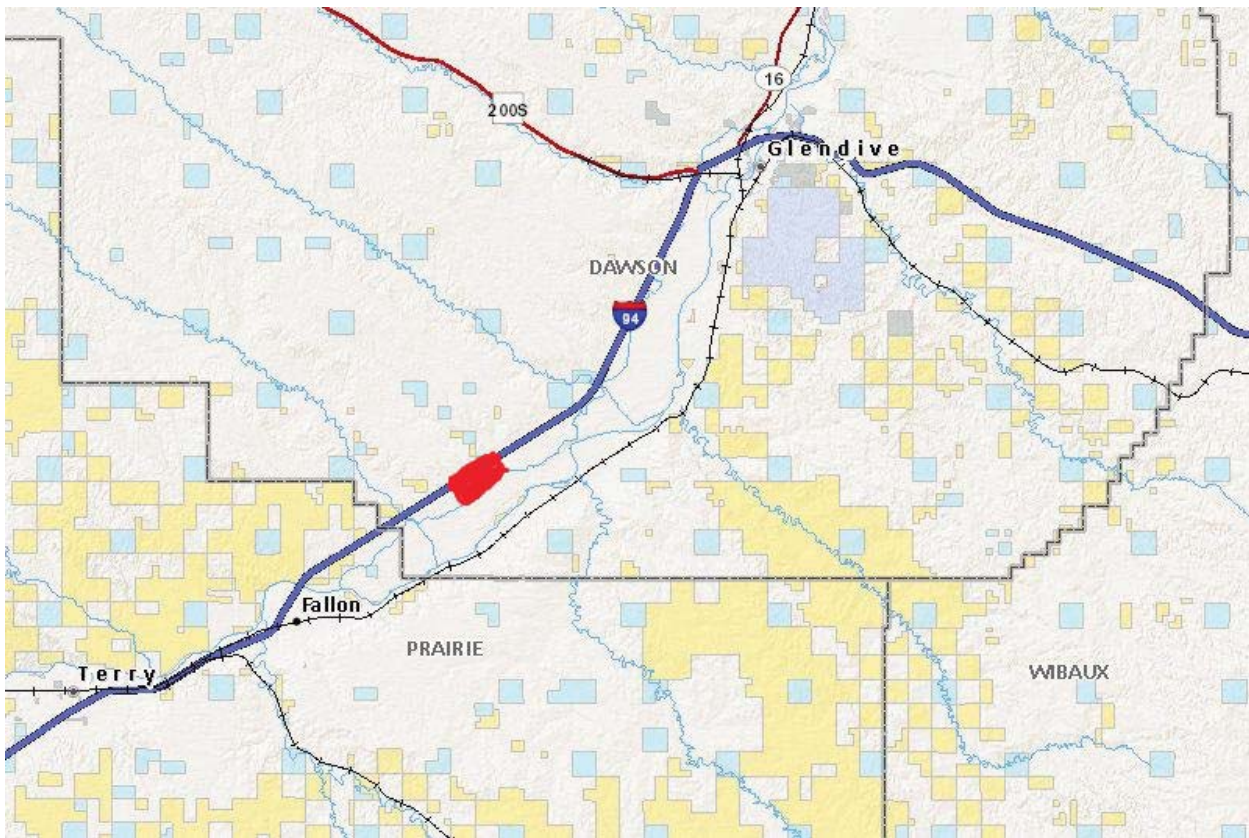 16
200S
Glendive
DAWSON
94
Fallon
PRAIRIE
Terry
WIBAUX